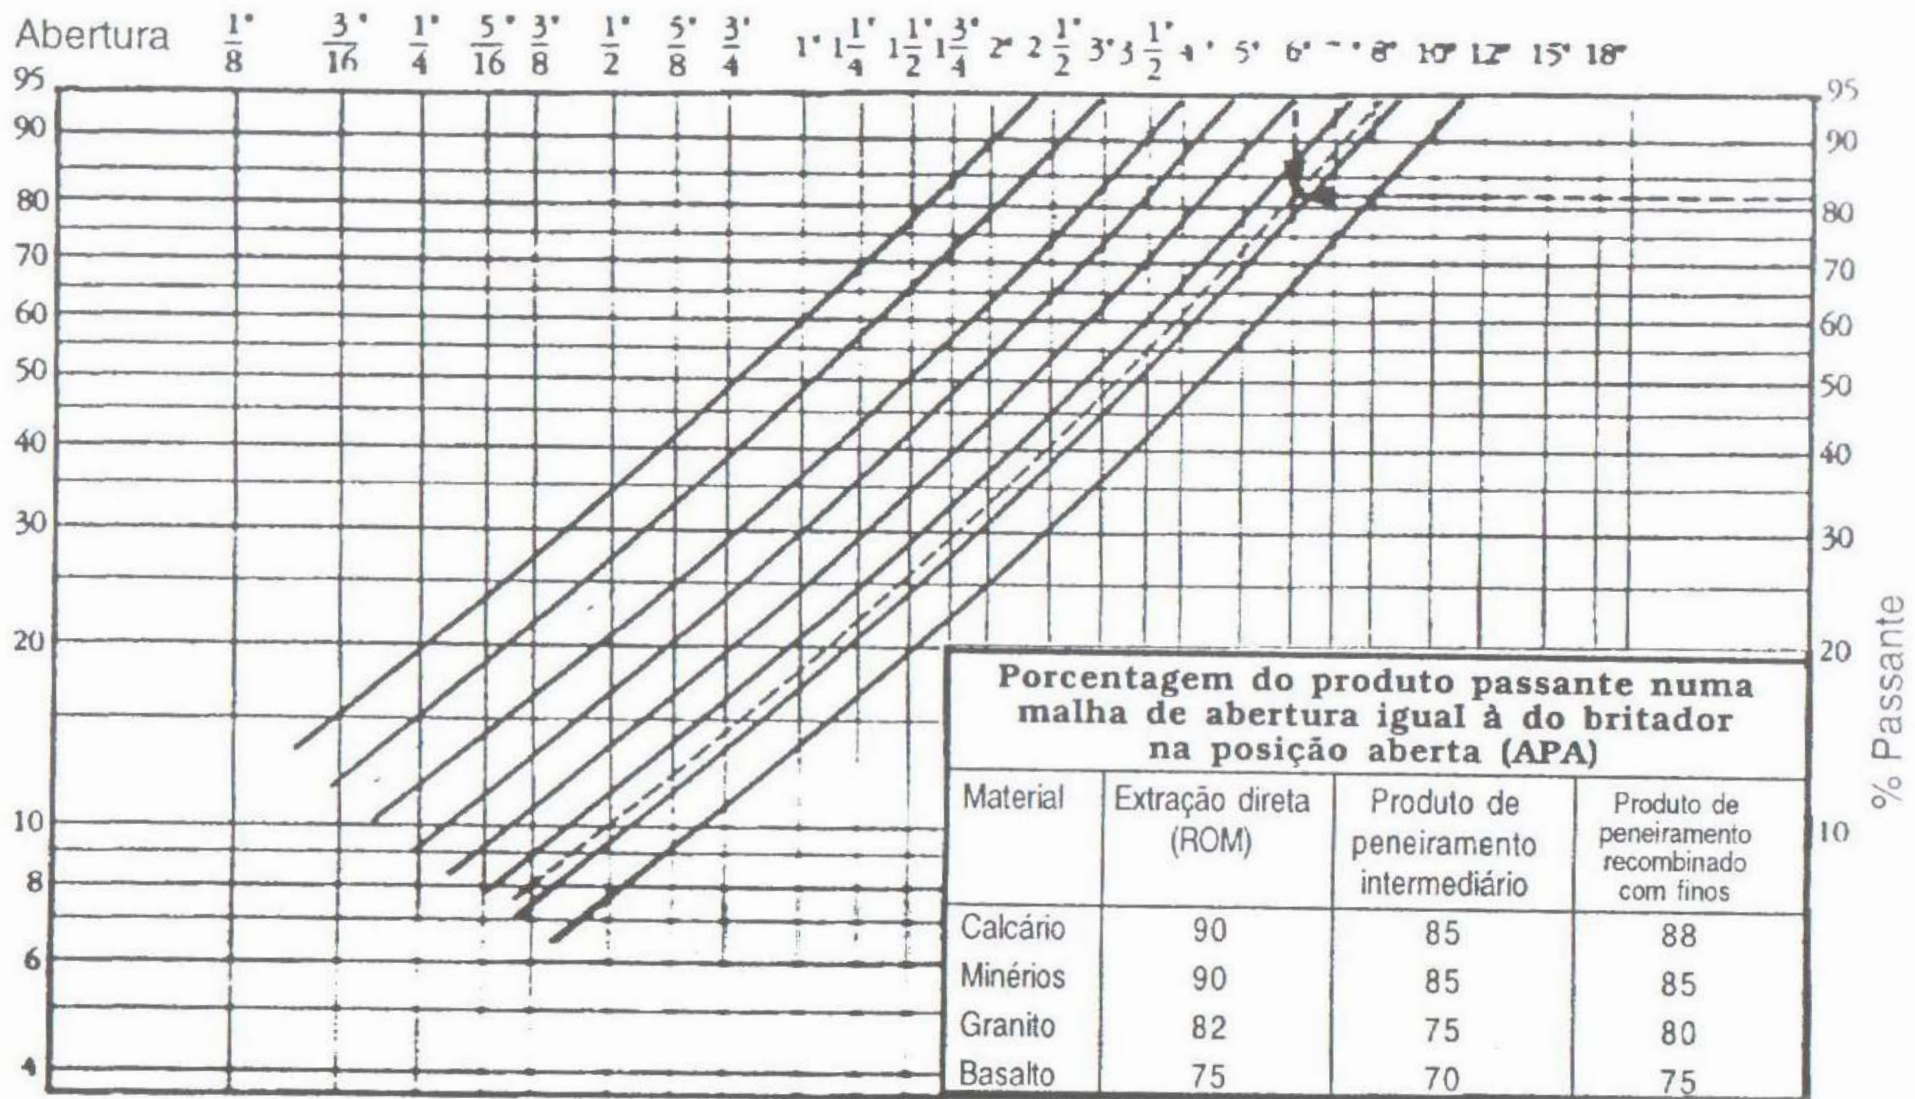 Abertura 1"/8 3"/16 1"/4 5"/16 3"/8 1"/2 5"/8 3"/4 1" 1 1"/4 1 1"/2 1 3"/4 2" 2 1"/2 3" 3 1"/2 4" 5" 6" 8" 10" 12" 15" 18"
95 95
90 90
80 80
70 70
60 60
50 50
40 40
30 30
20 20
10 10
8
6
4
% Passante
Porcentagem do produto passante numa
malha de abertura igual à do britador
na posição aberta (APA)
Material Extração direta (ROM) Produto de peneiramento intermediário Produto de peneiramento recombinado com finos
Calcário 90 85 88
Minérios 90 85 85
Granito 82 75 80
Basalto 75 70 75